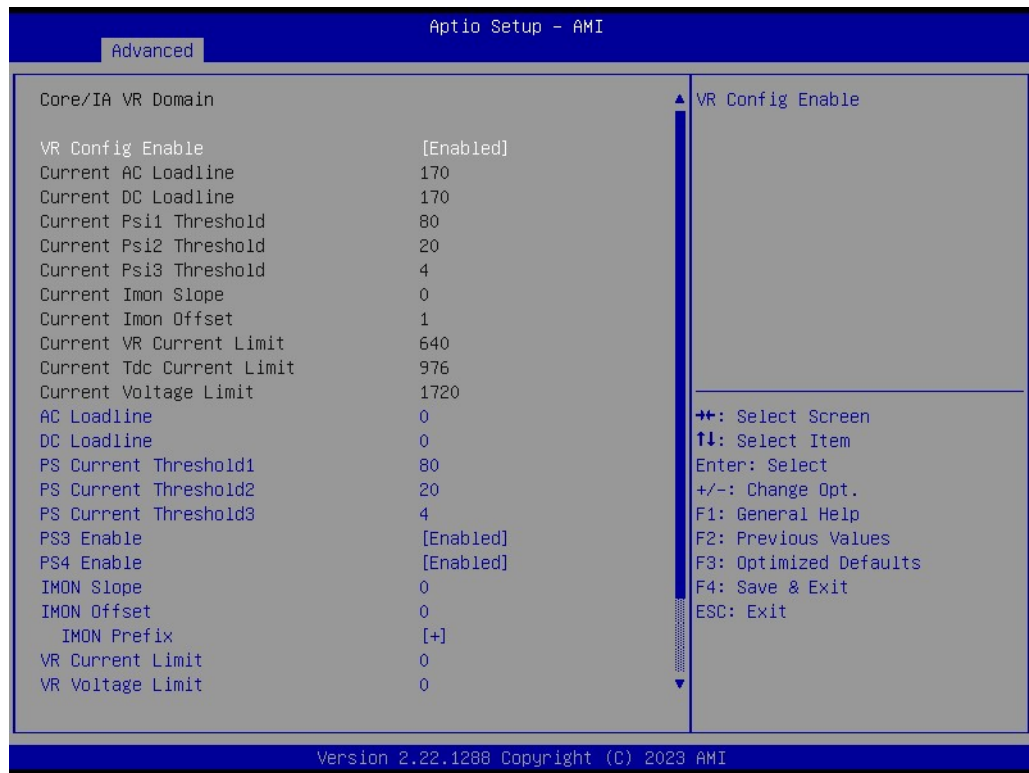 Aptio Setup – AMI
Advanced
Core/IA VR Domain
VR Config Enable [Enabled]
Current AC Loadline 170
Current DC Loadline 170
Current Psi1 Threshold 80
Current Psi2 Threshold 20
Current Psi3 Threshold 4
Current Imon Slope 0
Current Imon Offset 1
Current VR Current Limit 640
Current Tdc Current Limit 976
Current Voltage Limit 1720
AC Loadline 0
DC Loadline 0
PS Current Threshold1 80
PS Current Threshold2 20
PS Current Threshold3 4
PS3 Enable [Enabled]
PS4 Enable [Enabled]
IMON Slope 0
IMON Offset 0
IMON Prefix [+]
VR Current Limit 0
VR Voltage Limit 0
VR Config Enable
→←: Select Screen
↑↓: Select Item
Enter: Select
+/-: Change Opt.
F1: General Help
F2: Previous Values
F3: Optimized Defaults
F4: Save & Exit
ESC: Exit
Version 2.22.1288 Copyright (C) 2023 AMI